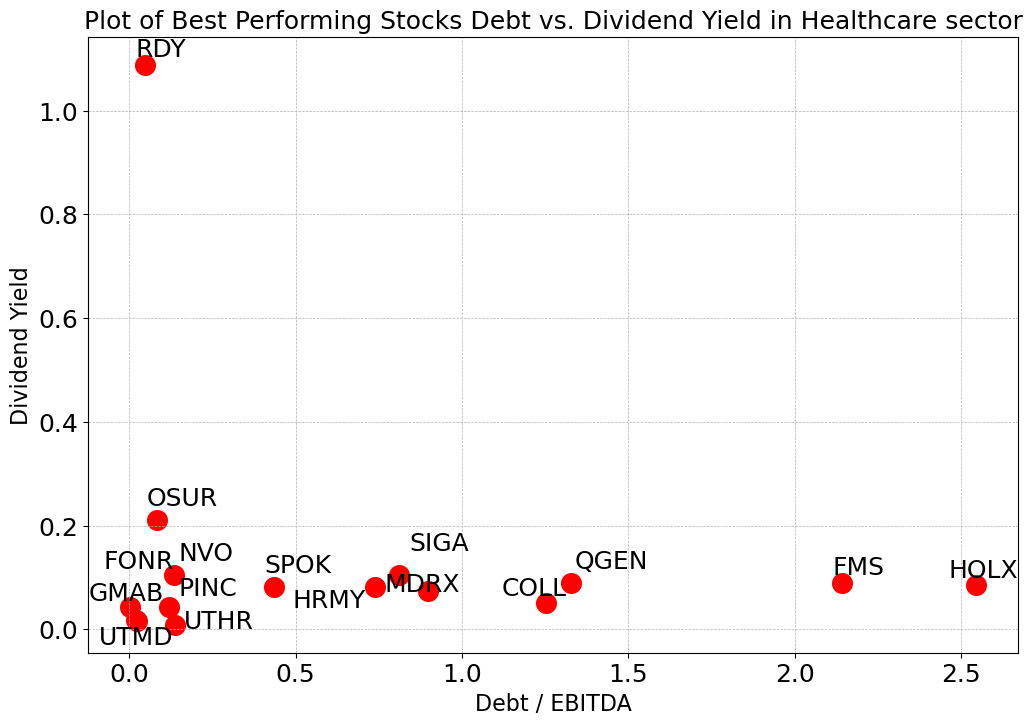 Plot of Best Performing Stocks Debt vs. Dividend Yield in Healthcare sector
RDY
1.0
0.8
0.6
Dividend Yield
0.4
OSUR
0.2
SIGA
NVO
FONR
SPOK
QGEN
FMS
HOLX
MDRX
PINC
COLL
GMAB
HRMY
UTHR
0.0
UTMD
0.0 0.5 1.0 1.5 2.0 2.5
Debt / EBITDA